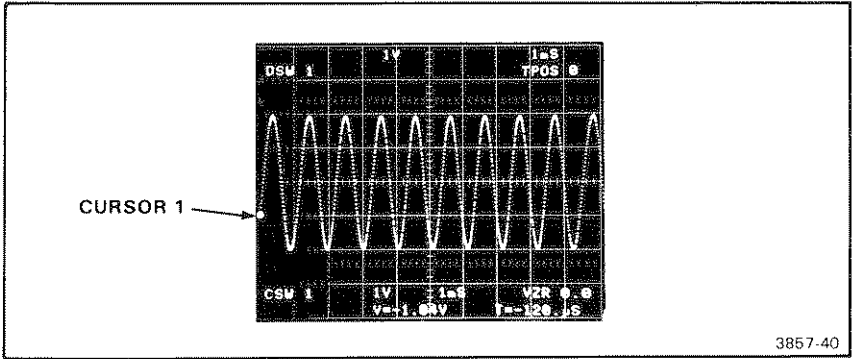 1V 1mS
DSW 1 TPOS 0
CURSOR 1
CSW 1 1V 1mS VZR 0.0
3857-40